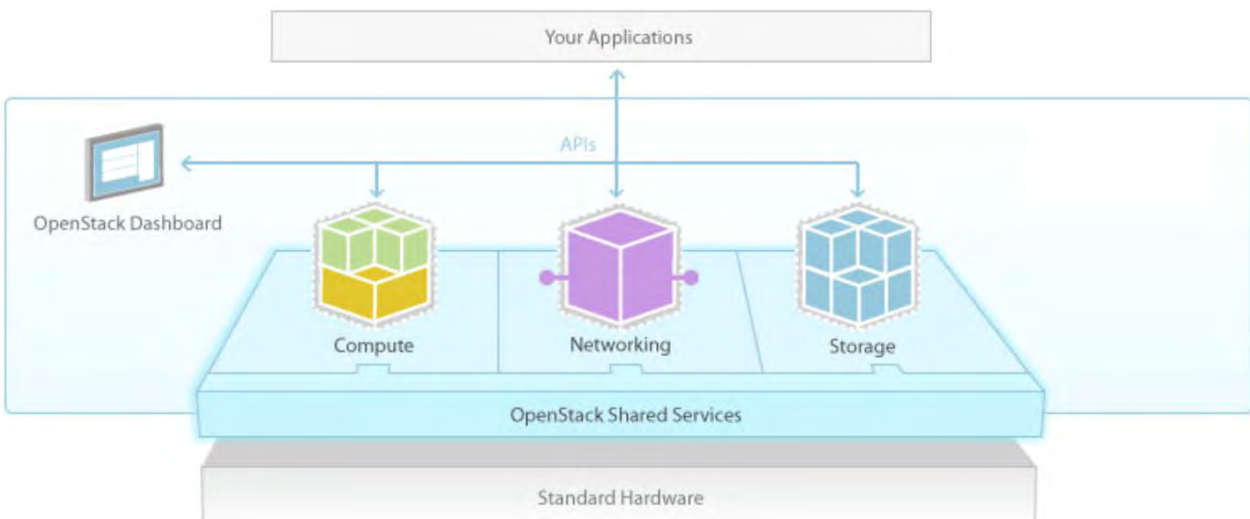 Your Applications
APIs
OpenStack Dashboard
Compute
Networking
Storage
OpenStack Shared Services
Standard Hardware